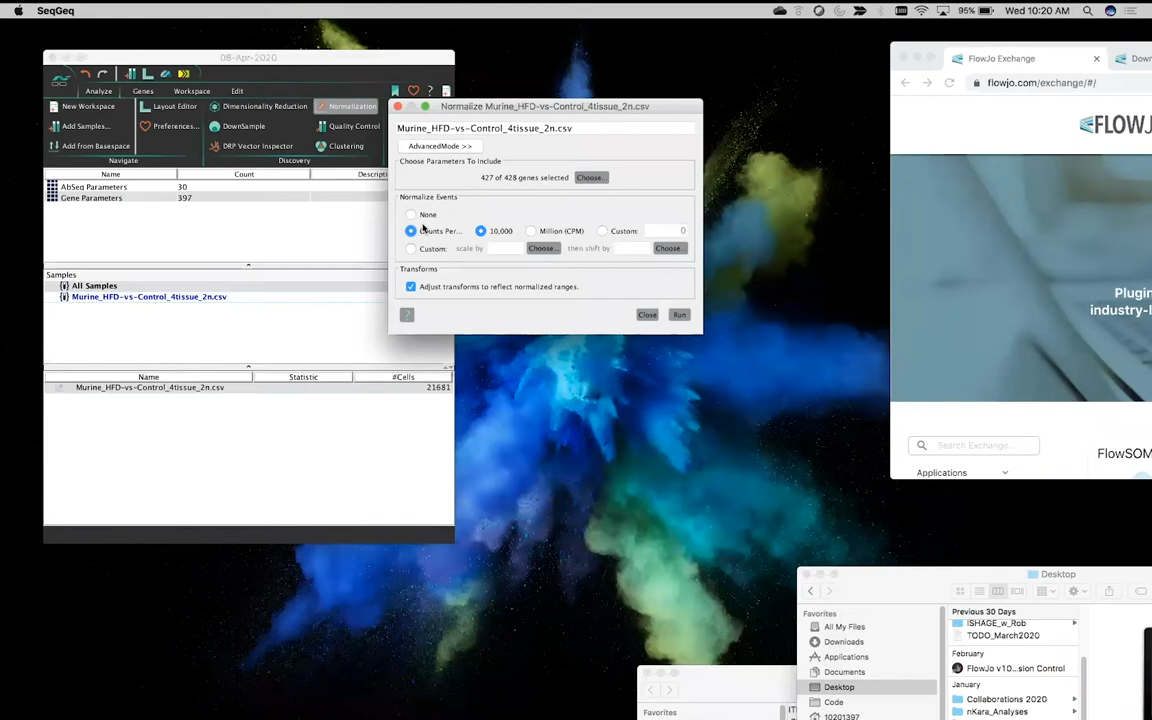 SeqGeq
95%
Wed 10:20 AM
08-Apr-2020
Analyze
Genes
Workspace
Edit
New Workspace
Layout Editor
Dimensionality Reduction
Normalization
Add Samples...
Preferences...
DownSample
Quality Control
Add from Basespace
DRP Vector Inspector
Clustering
Navigate
Discovery
Name
Count
AbSeq Parameters
30
Gene Parameters
397
Samples
All Samples
Murine_HFD-vs-Control_4tissue_2n.csv
Name
Statistic
#Cells
Murine_HFD-vs-Control_4tissue_2n.csv
21681
Normalize Murine_HFD-vs-Control_4tissue_2n.csv
Murine_HFD-vs-Control_4tissue_2n.csv
AdvancedMode >>
Choose Parameters To Include
427 of 428 genes selected
Choose...
Normalize Events
None
Per...
10,000
Million (CPM)
Custom:
0
Custom:
scale by
Choose...
then shift by
Choose...
Transforms
Adjust transforms to reflect normalized ranges.
?
Close
Run
FlowJo Exchange
flowjo.com/exchange/#/
industry-l
Search Exchange...
Applications
FlowSOM
Desktop
Favorites
All My Files
Downloads
Applications
Documents
Desktop
Code
10201397
Previous 30 Days
ISHAGE_w_Rob
TODO_March2020
February
FlowJo v10...sion Control
January
Collaborations 2020
nKara_Analyses
Favorites